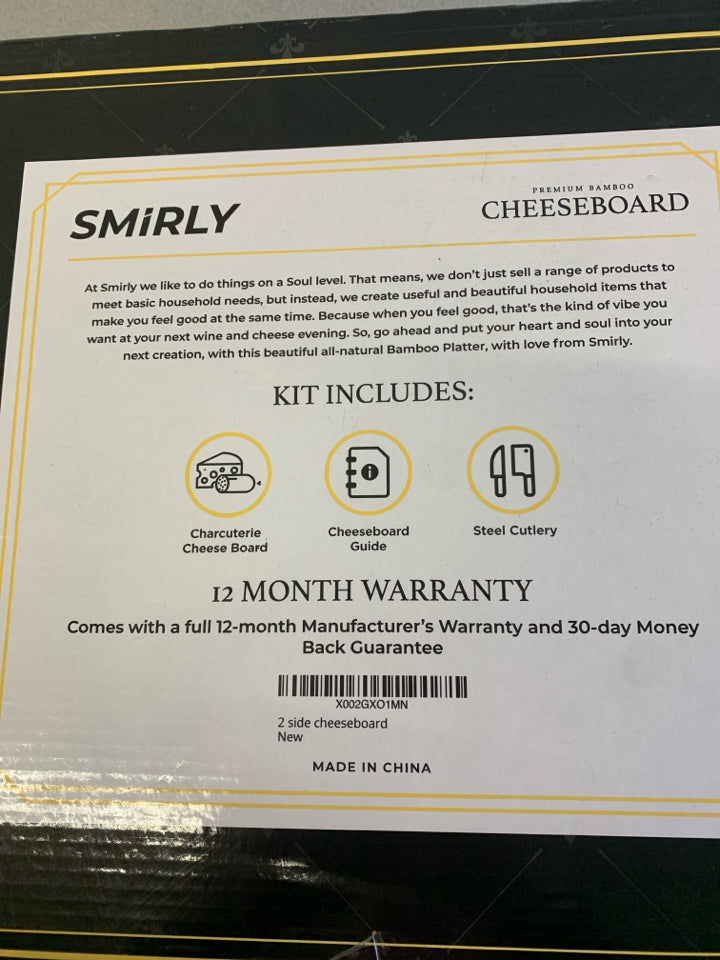 SMiRLY
PREMIUM BAMBOO
CHEESEBOARD
At Smirly we like to do things on a Soul level. That means, we don't just sell a range of products to
meet basic household needs, but instead, we create useful and beautiful household items that
make you feel good at the same time. Because when you feel good, that's the kind of vibe you
want at your next wine and cheese evening. So, go ahead and put your heart and soul into your
next creation, with this beautiful all-natural Bamboo Platter, with love from Smirly.
KIT INCLUDES:
Charcuterie
Cheese Board
Cheeseboard
Guide
Steel Cutlery
12 MONTH WARRANTY
Comes with a full 12-month Manufacturer's Warranty and 30-day Money
Back Guarantee
X002GXO1MN
2 side cheeseboard
New
MADE IN CHINA